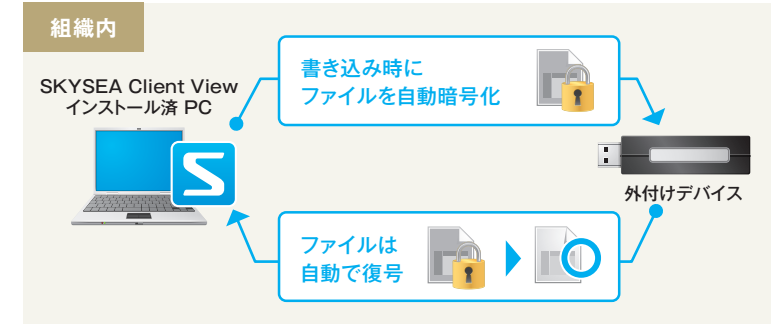 組織内
SKYSEA Client View
インストール済 PC
書き込み時に
ファイルを自動暗号化
S
外付けデバイス
ファイルは
自動で復号